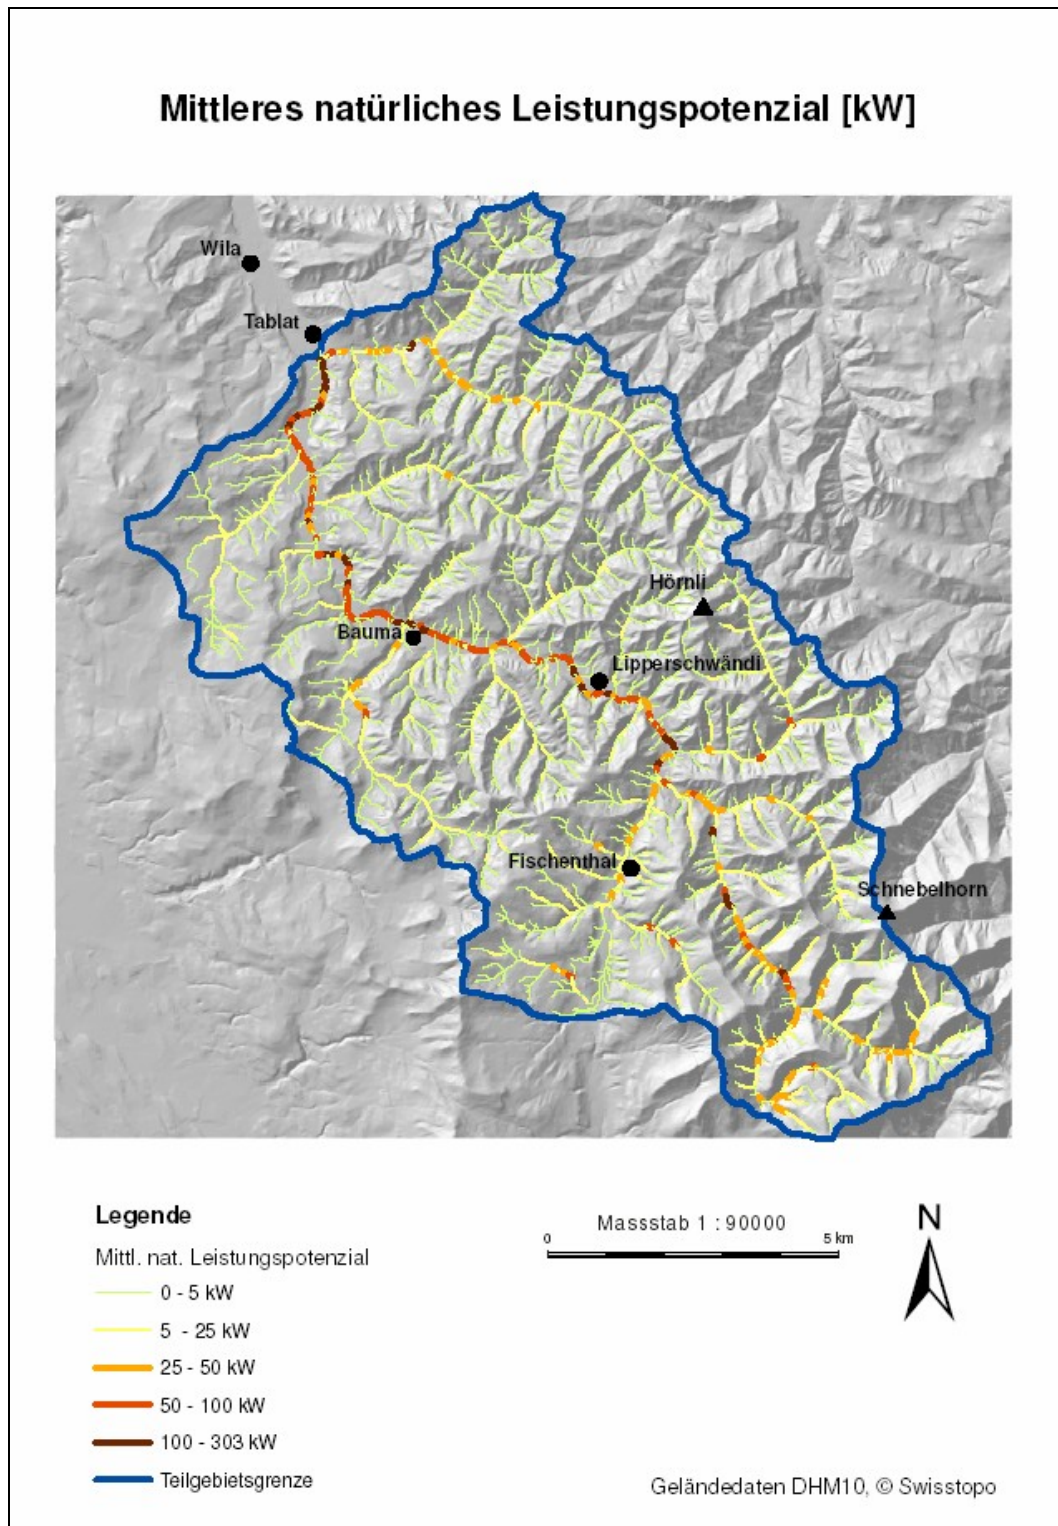 Mittleres natürliches Leistungspotenzial [kW]
Wila
Tablat
Hörnli
Bauma
Lipperschwändi
Fischenthal
Schnebelhorn
Legende
Mittl. nat. Leistungspotenzial
0 - 5 kW
5 - 25 kW
25 - 50 kW
50 - 100 kW
100 - 303 kW
Teilgebietsgrenze
Massstab 1 : 90000
0 5 km
N
Geländedaten DHM10, © Swisstopo